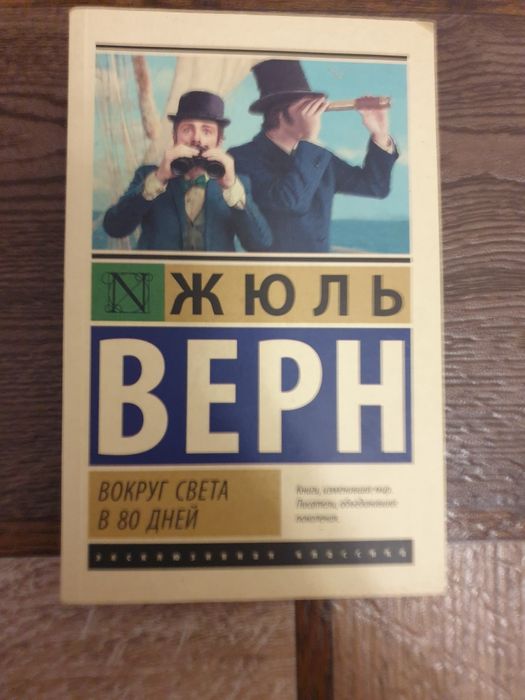 N ЖЮЛЬ
ВЕРН
ВОКРУГ СВЕТА
В 80 ДНЕЙ
Книги, изменившие мир.
Писатели, объединившие
поколения.
ЭКСКЛЮЗИВНАЯ КЛАССИКА